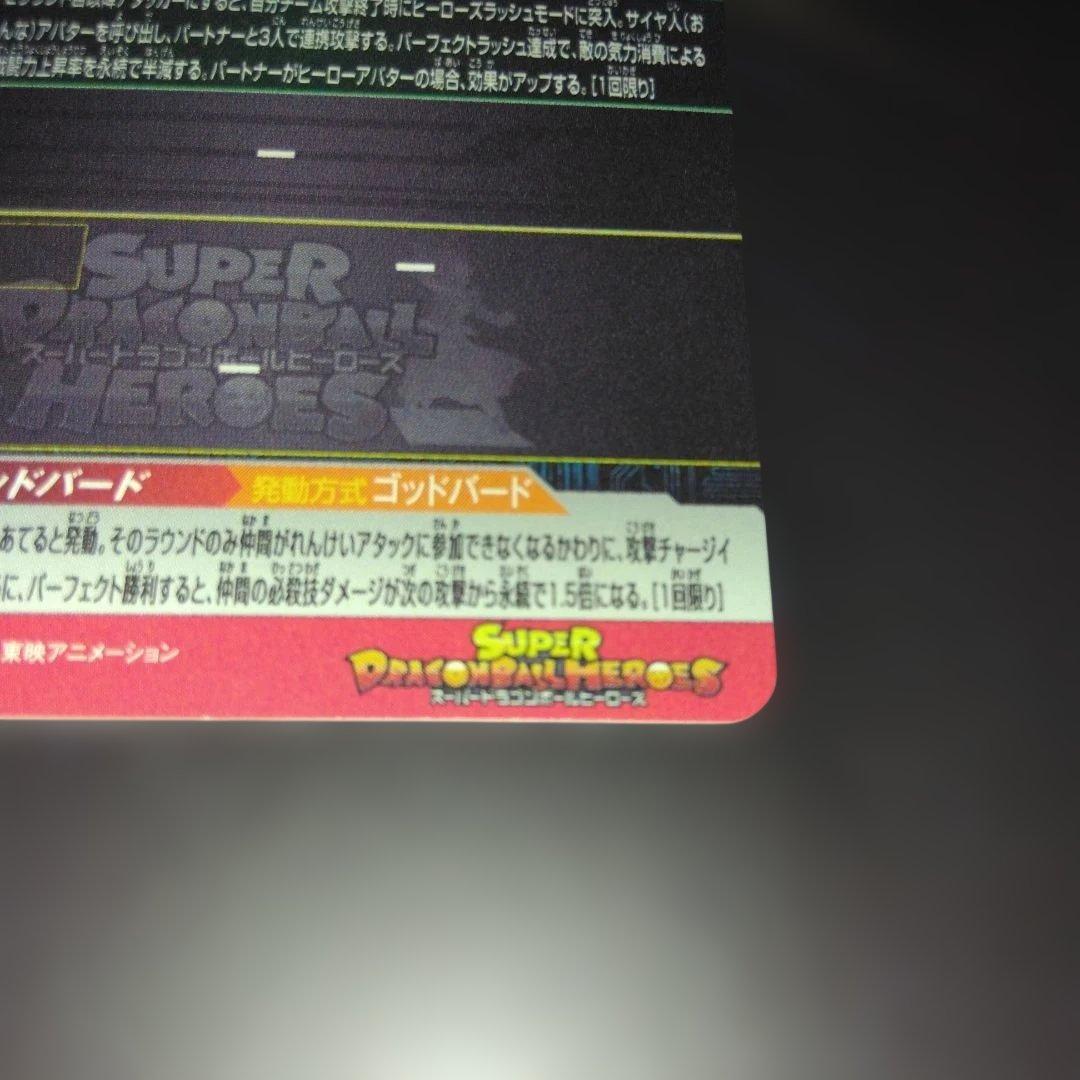 ラウンド目以降アタッカーにすると、自分チーム攻撃終了時にヒーローズラッシュモードに突入。サイヤ人(お
んな)アバターを呼び出し、パートナーと3人で連携攻撃する。パーフェクトラッシュ達成で、敵の気力消費による
撃力上昇率を永続で半減する。パートナーがヒーローアバターの場合、効果がアップする。[1回限り]
ー
ー
SUPER
DRAGONBALL
スーパードラゴンボールヒーローズ
ー
HEROES
ッドバード
発動方式 ゴッドバード
あてると発動。そのラウンドのみ仲間がれんけいアタックに参加できなくなるかわりに、攻撃チャージイ
に、パーフェクト勝利すると、仲間の必殺技ダメージが次の攻撃から永続で1.5倍になる。[1回限り]
東映アニメーション
SUPER
DRAGONBALL HEROES
スーパードラゴンボールヒーローズ